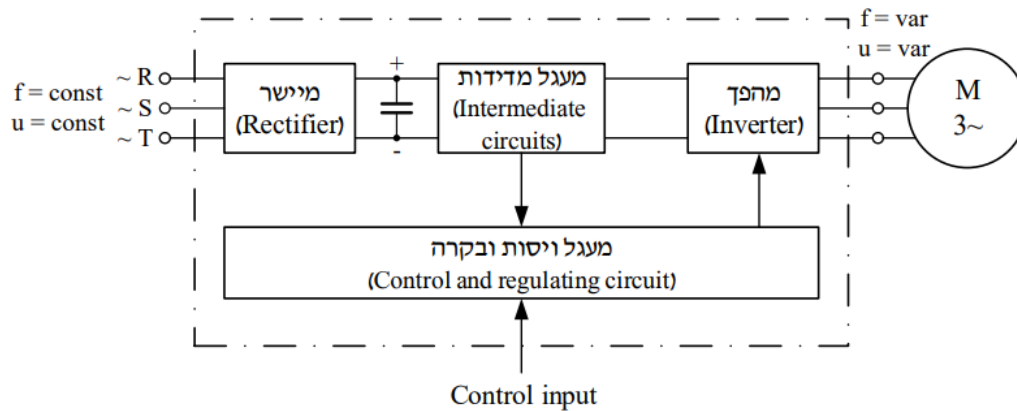 f = var
u = var
f = const
u = const
~ R
~ S
~ T
מיישר
(Rectifier)
+
-
מעגל מדידות
(Intermediate
circuits)
מהפך
(Inverter)
M
3~
מעגל ויסות ובקרה
(Control and regulating circuit)
Control input